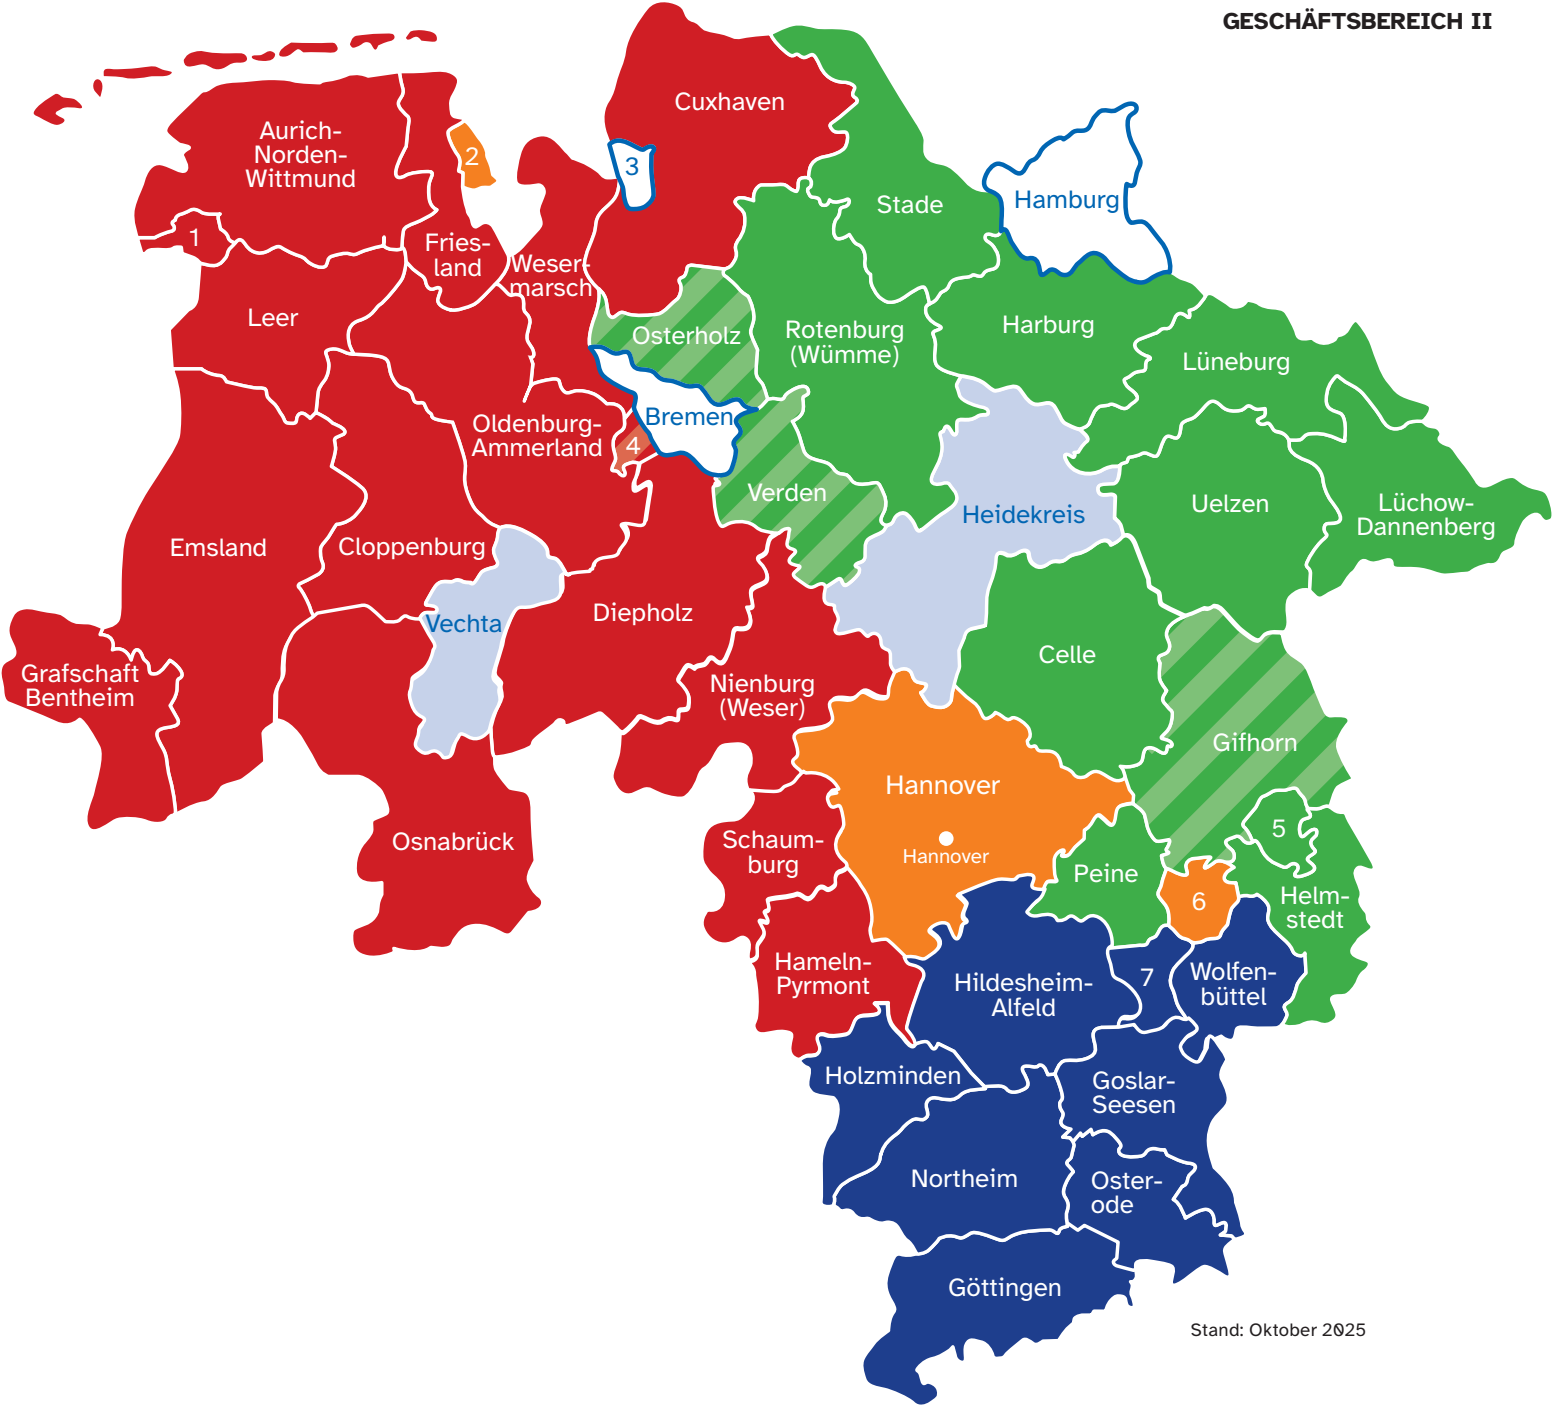 GESCHÄFTSBEREICH II
Cuxhaven
Aurich-
Norden-
Wittmund
2
3
Hamburg
Stade
1
Fries-
land
Weser-
marsch
Leer
Osterholz
Rotenburg
(Wümme)
Harburg
Lüneburg
Bremen
Oldenburg-
Ammerland
4
Verden
Heidekreis
Uelzen
Lüchow-
Dannenberg
Emsland
Cloppenburg
Vechta
Diepholz
Celle
Grafschaft
Bentheim
Nienburg
(Weser)
Gifhorn
Hannover
Hannover
Osnabrück
Schaum-
burg
5
Peine
6
Helm-
stedt
Hameln-
Pyrmont
Hildesheim-
Alfeld
7
Wolfen-
büttel
Holzminden
Goslar-
Seesen
Northeim
Oster-
ode
Göttingen
Stand: Oktober 2025